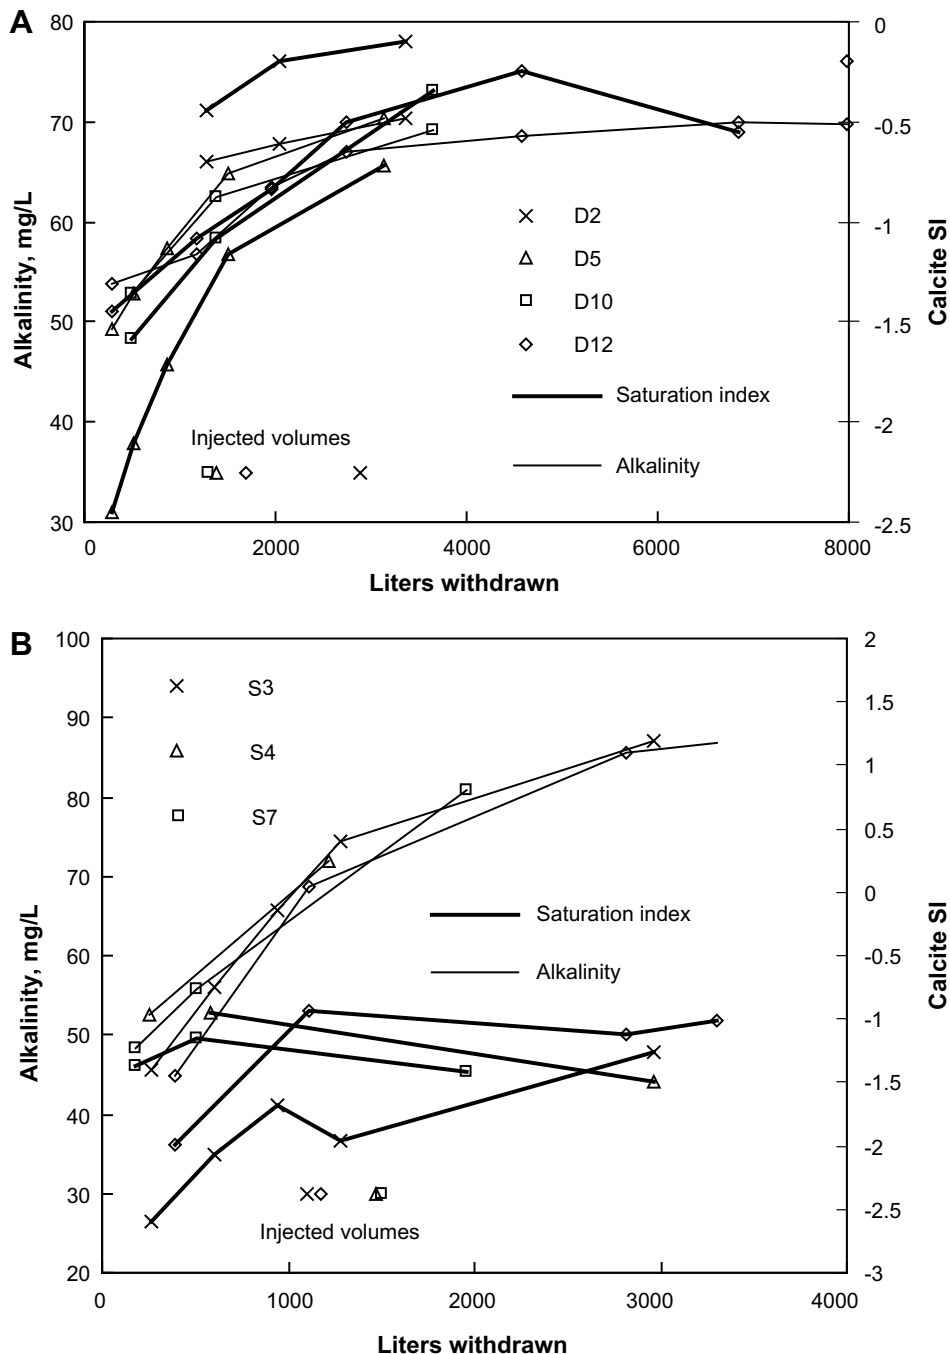 A
80
70
60
50
40
30
Alkalinity, mg/L
0
-0.5
-1
-1.5
-2
-2.5
Calcite SI
D2
D5
D10
D12
Saturation index
Alkalinity
Injected volumes
0 2000 4000 6000 8000
Liters withdrawn
B
100
90
80
70
60
50
40
30
20
Alkalinity, mg/L
2
1.5
1
0.5
0
-0.5
-1
-1.5
-2
-2.5
-3
Calcite SI
S3
S4
S7
Saturation index
Alkalinity
Injected volumes
0 1000 2000 3000 4000
Liters withdrawn